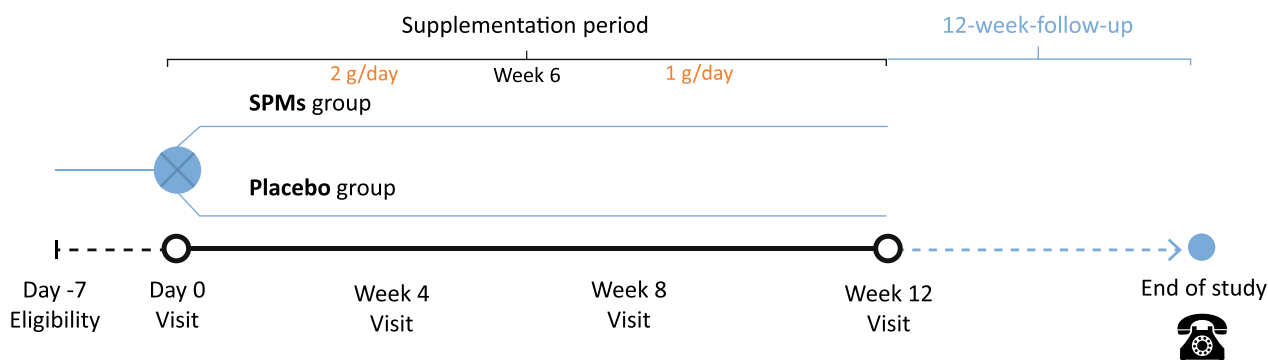 Supplementation period
12-week-follow-up
2 g/day
Week 6
1 g/day
SPMs group
Placebo group
Day -7
Eligibility
Day 0
Visit
Week 4
Visit
Week 8
Visit
Week 12
Visit
End of study